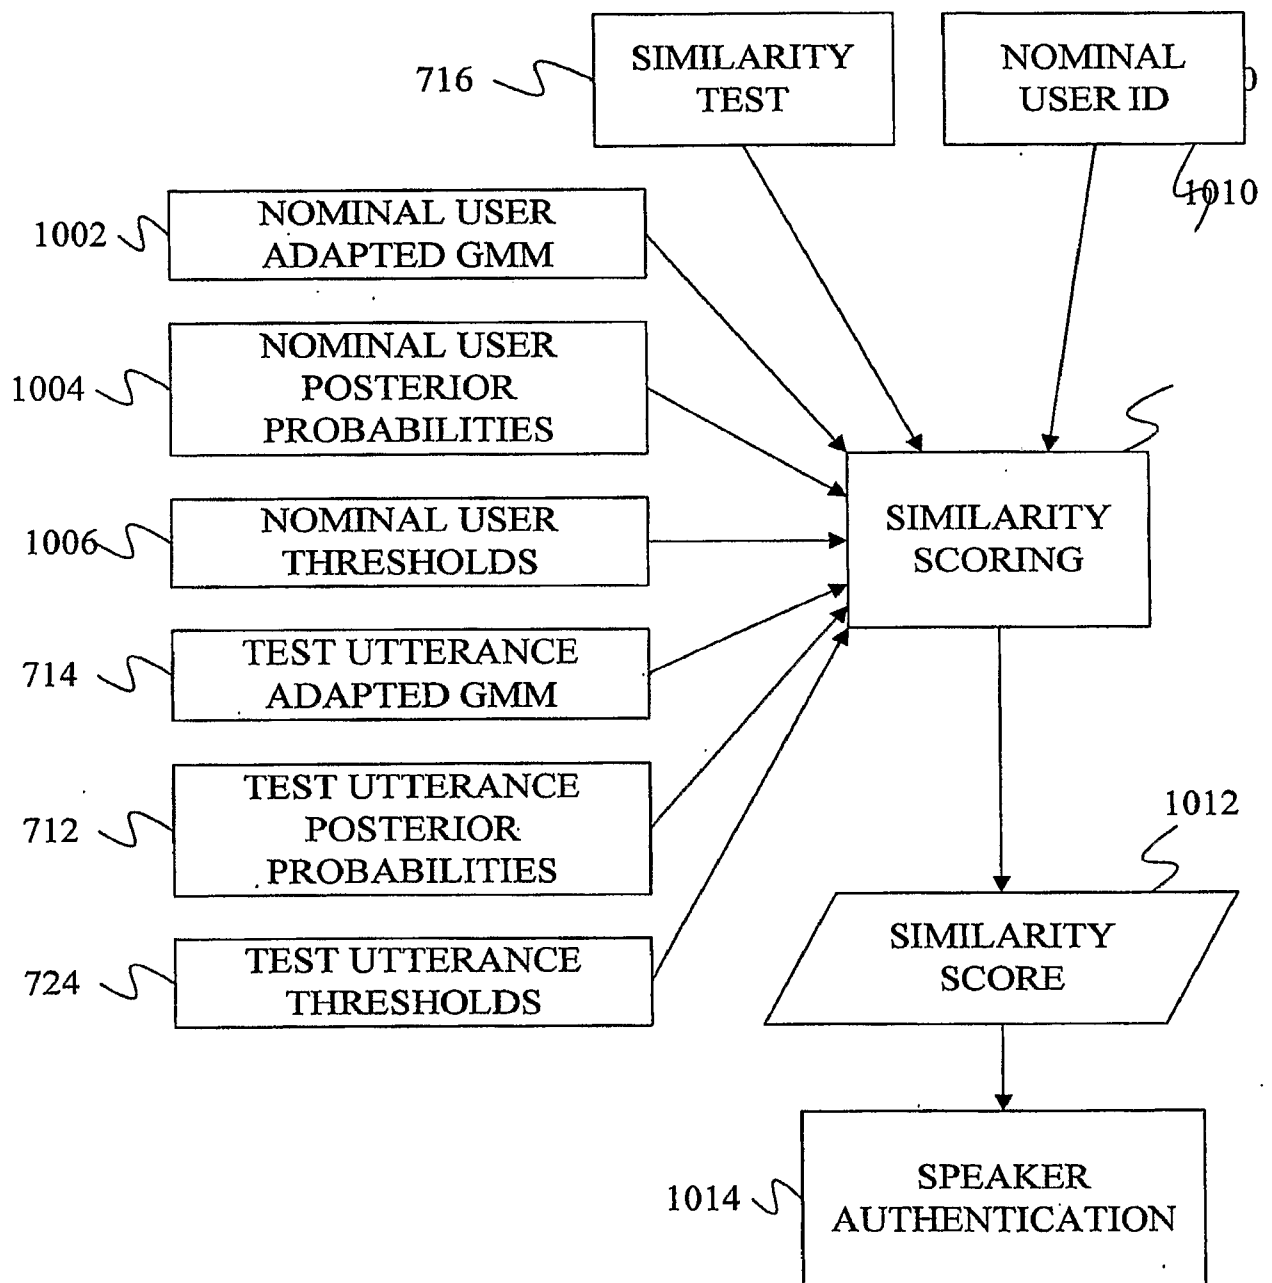 716
SIMILARITY
TEST
NOMINAL
USER ID
1010
1002
NOMINAL USER
ADAPTED GMM
1004
NOMINAL USER
POSTERIOR
PROBABILITIES
1006
NOMINAL USER
THRESHOLDS
SIMILARITY
SCORING
714
TEST UTTERANCE
ADAPTED GMM
712
TEST UTTERANCE
POSTERIOR
PROBABILITIES
1012
724
TEST UTTERANCE
THRESHOLDS
SIMILARITY
SCORE
1014
SPEAKER
AUTHENTICATION